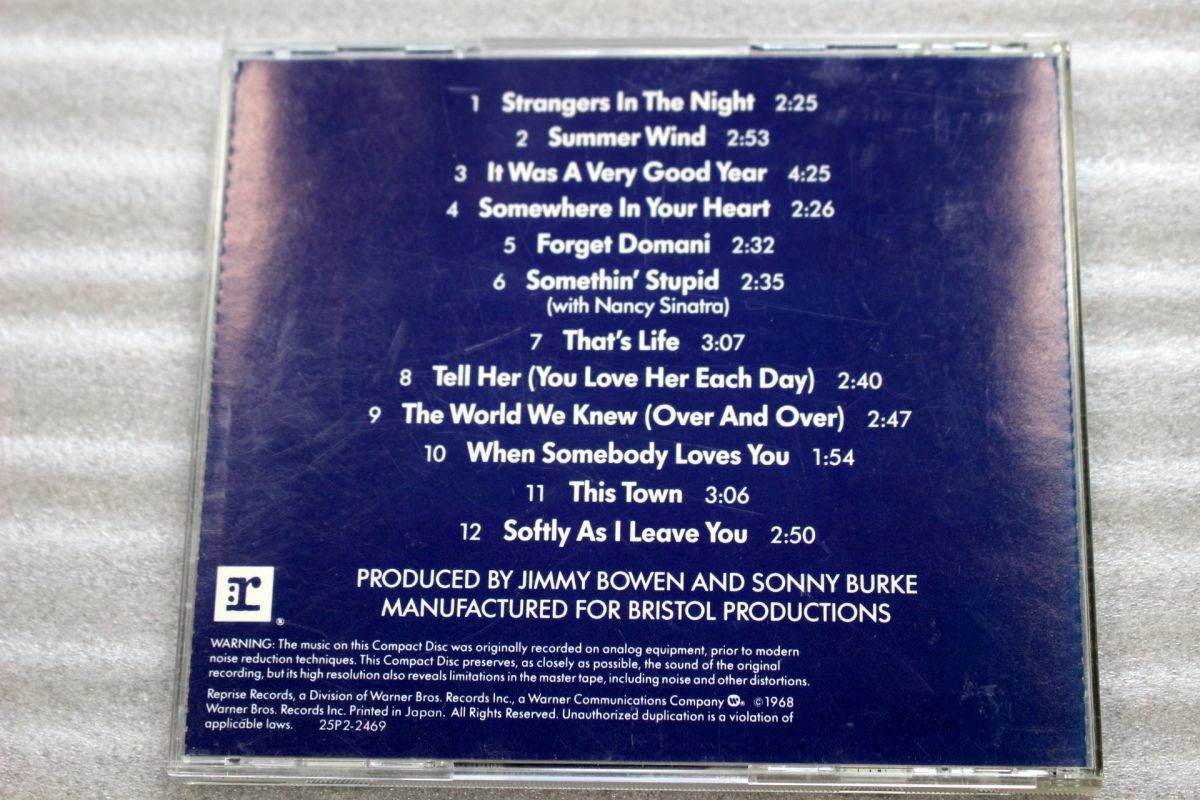 1 Strangers In The Night 2:25
2 Summer Wind 2:53
3 It Was A Very Good Year 4:25
4 Somewhere In Your Heart 2:26
5 Forget Domani 2:32
6 Somethin' Stupid 2:35
(with Nancy Sinatra)
7 That's Life 3:07
8 Tell Her (You Love Her Each Day) 2:40
9 The World We Knew (Over And Over) 2:47
10 When Somebody Loves You 1:54
11 This Town 3:06
12 Softly As I Leave You 2:50
:r ®
PRODUCED BY JIMMY BOWEN AND SONNY BURKE
MANUFACTURED FOR BRISTOL PRODUCTIONS
WARNING: The music on this Compact Disc was originally recorded on analog equipment, prior to modern
noise reduction techniques. This Compact Disc preserves, as closely as possible, the sound of the original
recording, but its high resolution also reveals limitations in the master tape, including noise and other distortions.
Reprise Records, a Division of Warner Bros. Records Inc., a Warner Communications Company ® ©1968
Warner Bros. Records Inc. Printed in Japan. All Rights Reserved. Unauthorized duplication is a violation of
applicable laws. 25P2-2469